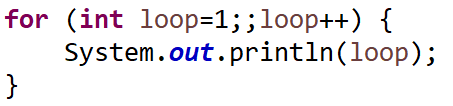 for (int loop=1;;loop++) {
    System.out.println(loop);
}